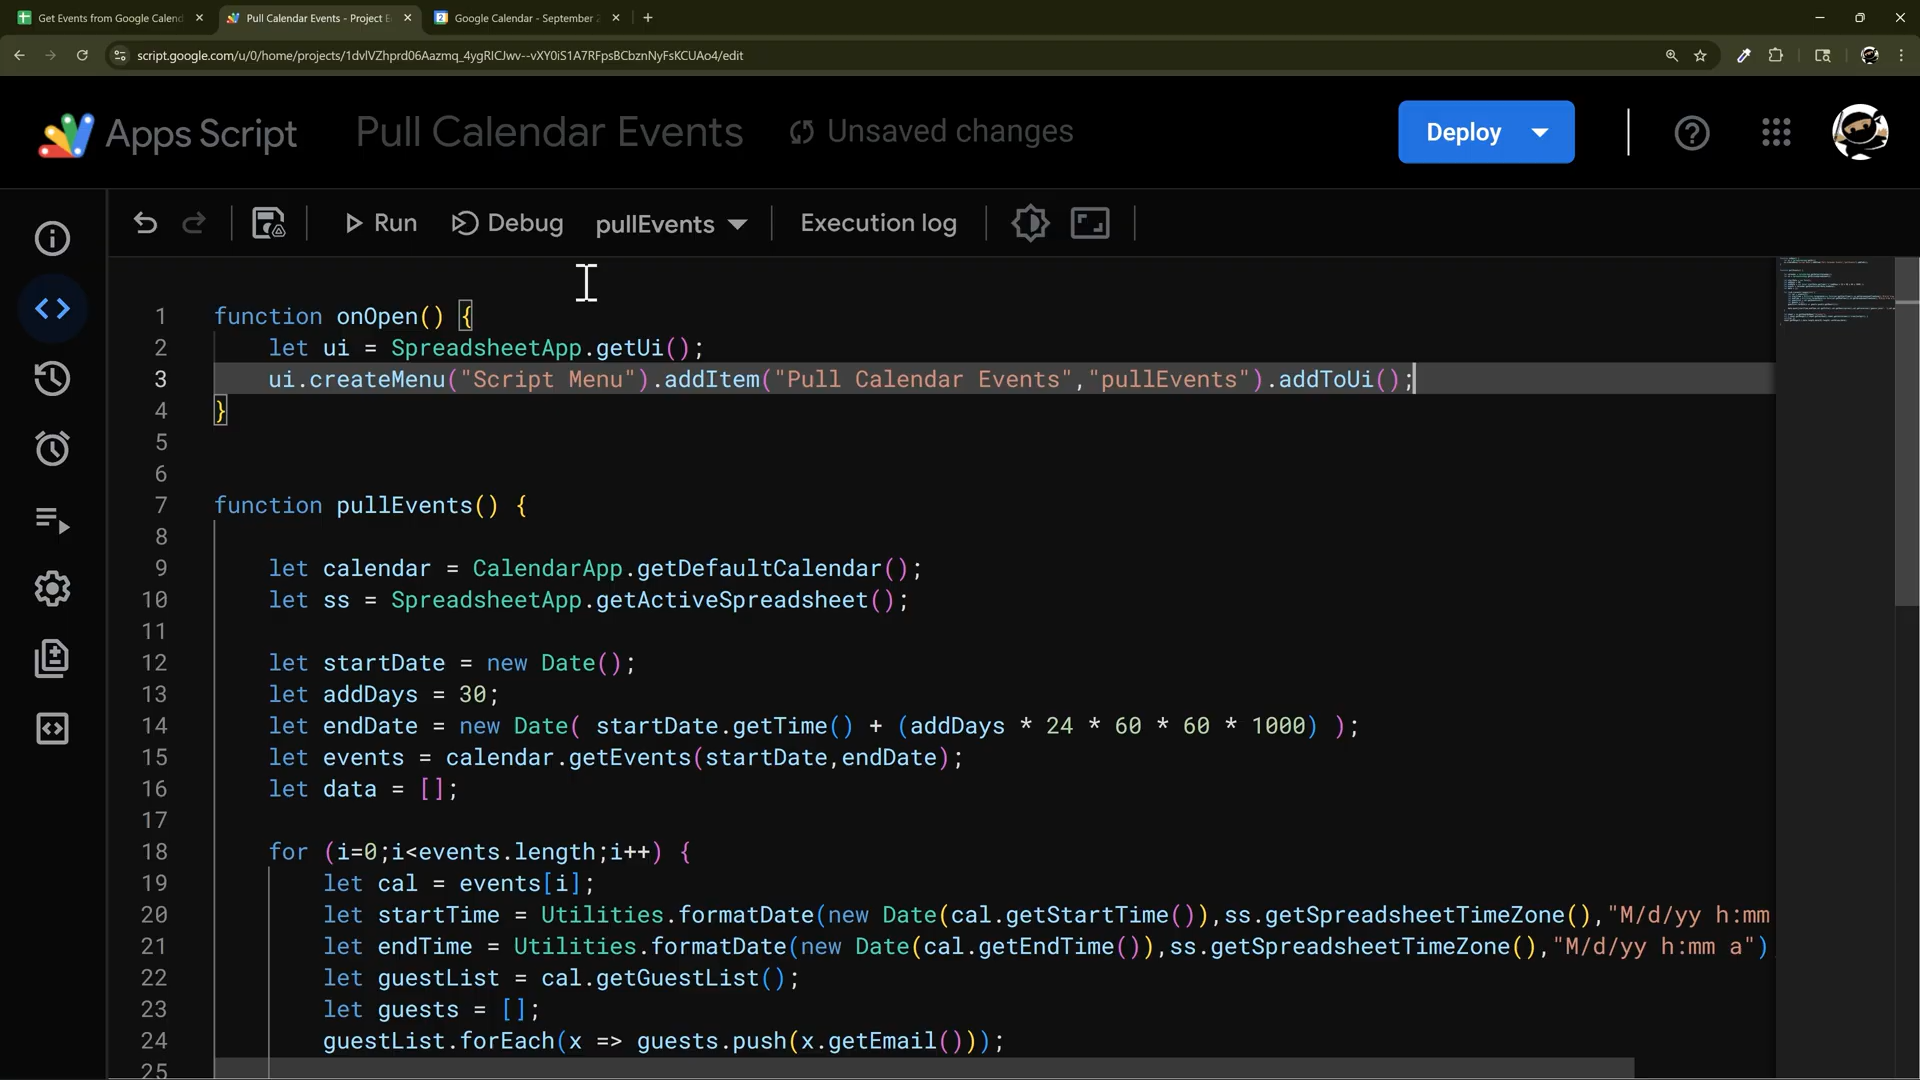 Get Events from Google Calend
Pull Calendar Events - Project E
Google Calendar - September
script.google.com/u/0/home/projects/1dvlVZhprd06Aazmq_4ygRICJwv--vXY0iS1A7RFpsBCbznNyFsKCUAo4/edit
Apps Script
Pull Calendar Events
Unsaved changes
Deploy
Run
Debug
pullEvents
Execution log
1 function onOpen() {
2 let ui = SpreadsheetApp.getUi();
3 ui.createMenu("Script Menu").addItem("Pull Calendar Events","pullEvents").addToUi();
4 }
5
6
7 function pullEvents() {
8
9 let calendar = CalendarApp.getDefaultCalendar();
10 let ss = SpreadsheetApp.getActiveSpreadsheet();
11
12 let startDate = new Date();
13 let addDays = 30;
14 let endDate = new Date( startDate.getTime() + (addDays * 24 * 60 * 60 * 1000) );
15 let events = calendar.getEvents(startDate,endDate);
16 let data = [];
17
18 for (i=0;i<events.length;i++) {
19 let cal = events[i];
20 let startTime = Utilities.formatDate(new Date(cal.getStartTime()),ss.getSpreadsheetTimeZone(),"M/d/yy h:mm
21 let endTime = Utilities.formatDate(new Date(cal.getEndTime()),ss.getSpreadsheetTimeZone(),"M/d/yy h:mm a")
22 let guestList = cal.getGuestList();
23 let guests = [];
24 guestList.forEach(x => guests.push(x.getEmail()));
25